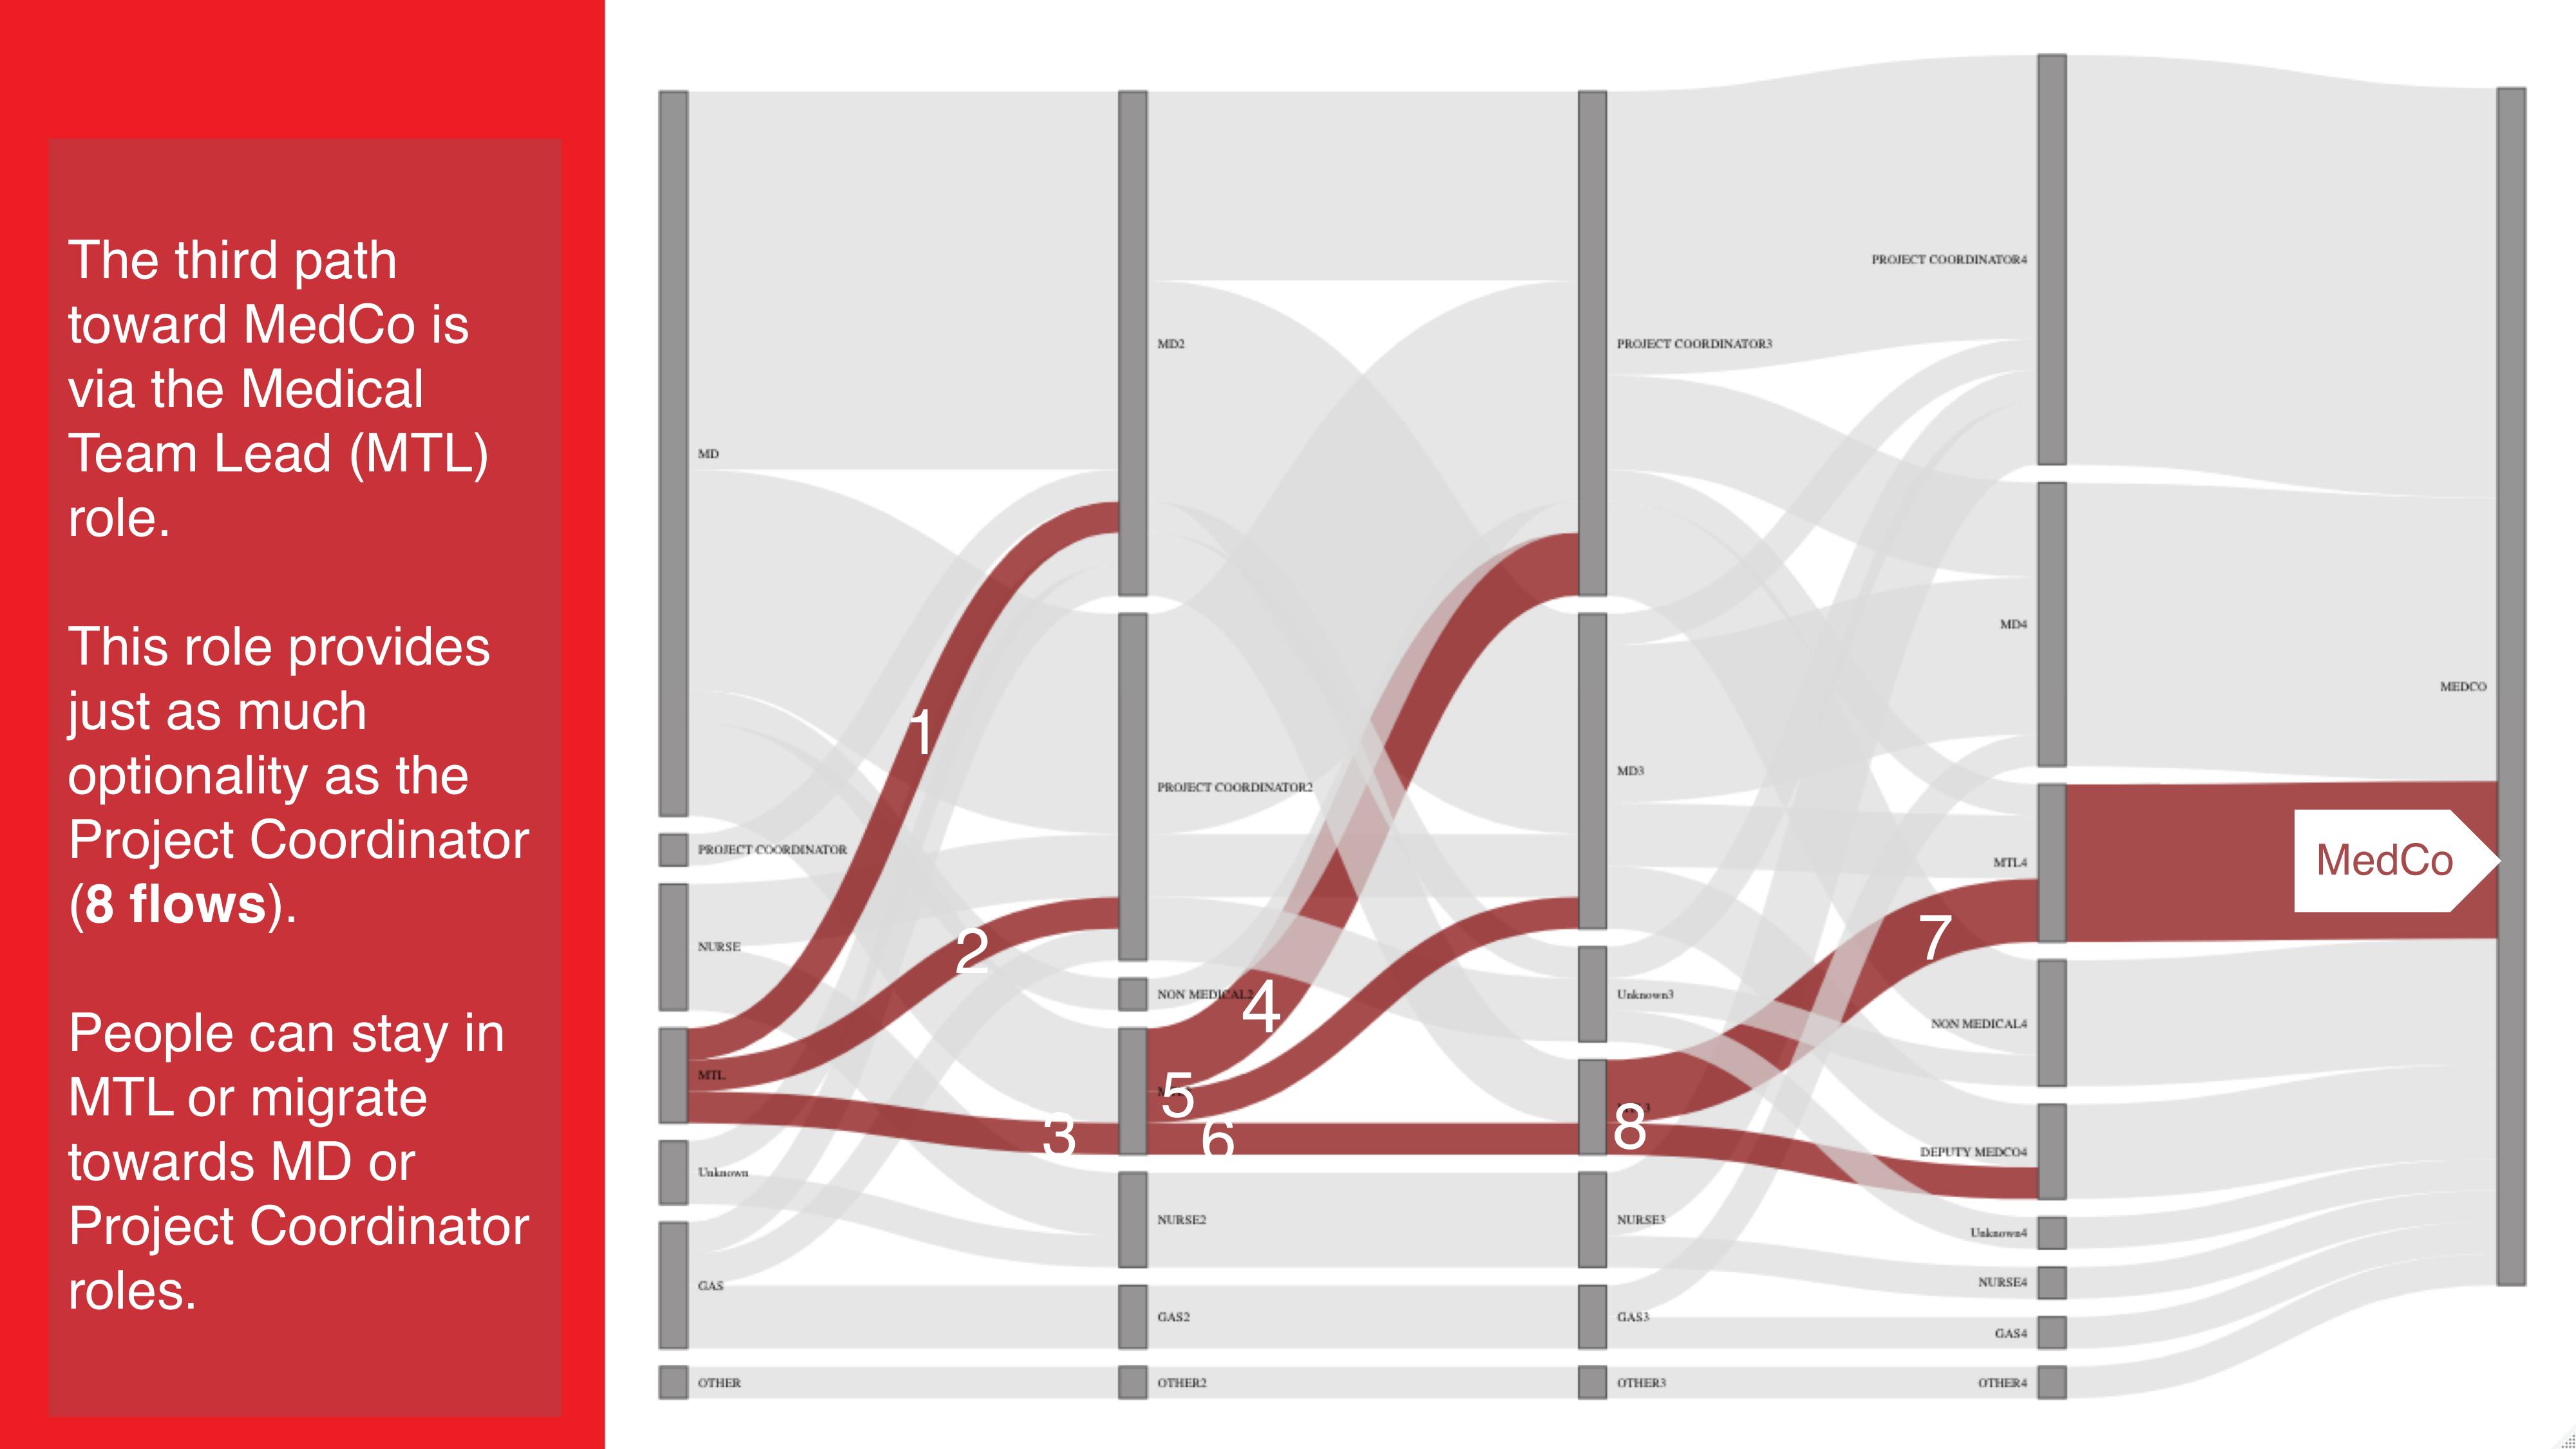 The third path
toward MedCo is
via the Medical
Team Lead (MTL)
role.
This role provides
just as much
optionality as the
Project Coordinator
(8 flows).
People can stay in
MTL or migrate
towards MD or
Project Coordinator
roles.
MD
PROJECT COORDINATOR
NURSE
MTL
Unknown
GAS
OTHER
1
2
3
MD2
PROJECT COORDINATOR2
NON MEDICAL2
NURSE2
GAS2
OTHER2
4
5
6
PROJECT COORDINATOR3
MD3
Unknown3
NURSE3
GAS3
OTHER3
7
8
PROJECT COORDINATOR4
MD4
MTL4
NON MEDICAL4
DEPUTY MEDCO4
Unknown4
NURSE4
GAS4
OTHER4
MEDCO
MedCo